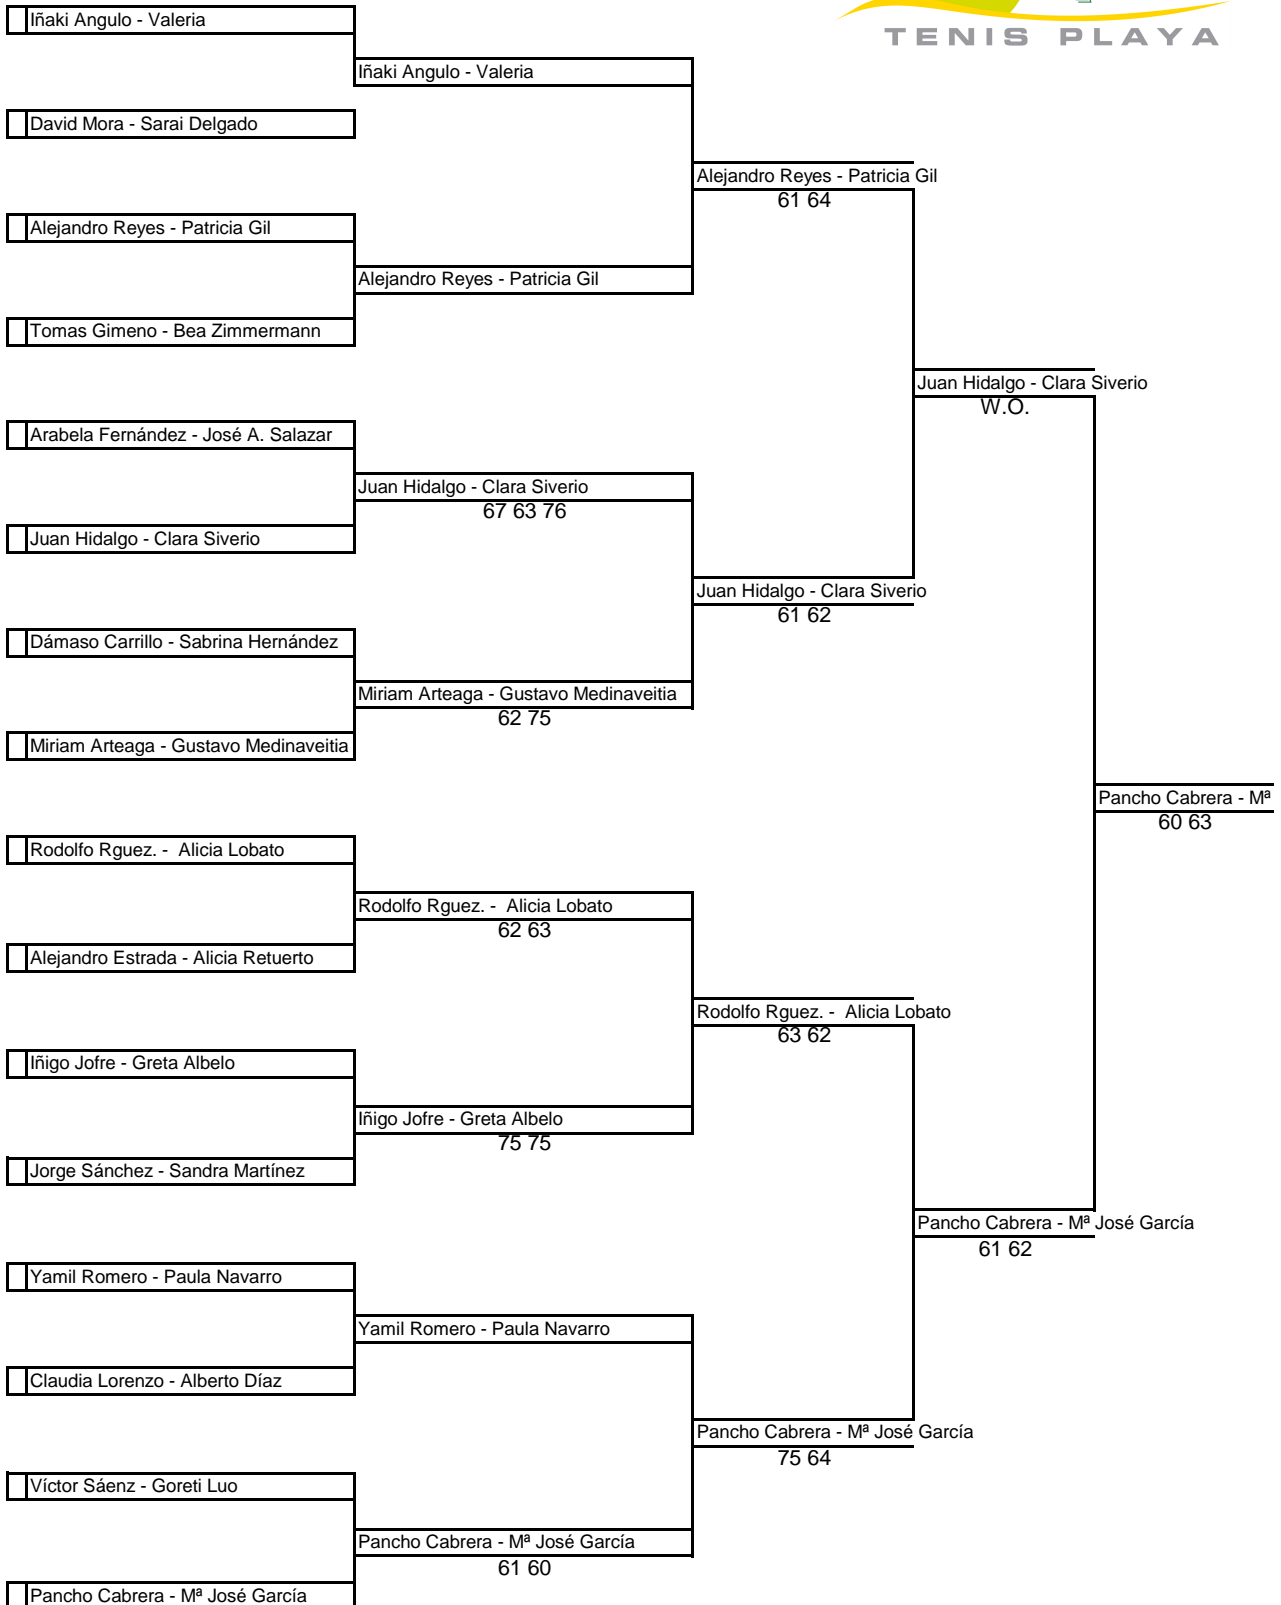 TENIS PLAYA
Iñaki Angulo - Valeria
Iñaki Angulo - Valeria
David Mora - Sarai Delgado
Alejandro Reyes - Patricia Gil
61 64
Alejandro Reyes - Patricia Gil
Alejandro Reyes - Patricia Gil
Tomas Gimeno - Bea Zimmermann
Juan Hidalgo - Clara Siverio
W.O.
Arabela Fernández - José A. Salazar
Juan Hidalgo - Clara Siverio
67 63 76
Juan Hidalgo - Clara Siverio
Juan Hidalgo - Clara Siverio
61 62
Dámaso Carrillo - Sabrina Hernández
Miriam Arteaga - Gustavo Medinaveitia
62 75
Miriam Arteaga - Gustavo Medinaveitia
Pancho Cabrera - Mª
60 63
Rodolfo Rguez. - Alicia Lobato
Rodolfo Rguez. - Alicia Lobato
62 63
Alejandro Estrada - Alicia Retuerto
Rodolfo Rguez. - Alicia Lobato
63 62
Iñigo Jofre - Greta Albelo
Iñigo Jofre - Greta Albelo
75 75
Jorge Sánchez - Sandra Martínez
Pancho Cabrera - Mª José García
61 62
Yamil Romero - Paula Navarro
Yamil Romero - Paula Navarro
Claudia Lorenzo - Alberto Díaz
Pancho Cabrera - Mª José García
75 64
Víctor Sáenz - Goreti Luo
Pancho Cabrera - Mª José García
61 60
Pancho Cabrera - Mª José García